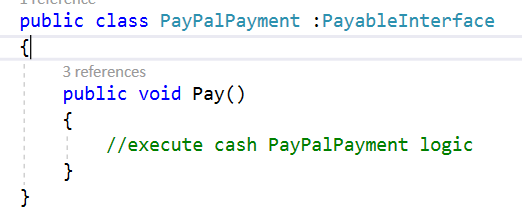 1 reference
public class PayPalPayment :PayableInterface
{
3 references
public void Pay()
{
//execute cash PayPalPayment logic
}
}